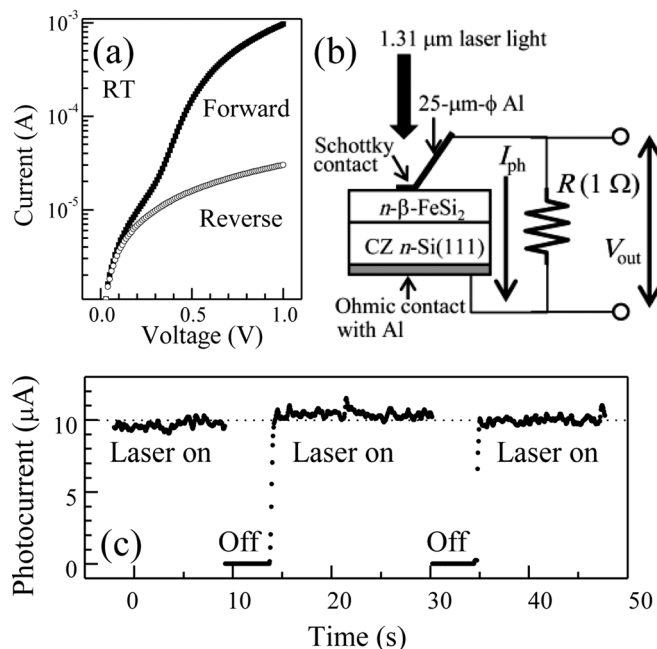 (a)
RT
Forward
Reverse
Current (A)
10⁻³
10⁻⁴
10⁻⁵
0.0
0.5
1.0
Voltage (V)
(b)
1.31 μm laser light
25-μm-ϕ Al
Schottky
contact
n-β-FeSi₂
CZ n-Si(111)
Ohmic contact
with Al
Iph
R (1 Ω)
Vout
(c)
Photocurrent (μA)
10
5
0
Laser on
Off
Laser on
Off
Laser on
0
10
20
30
40
50
Time (s)